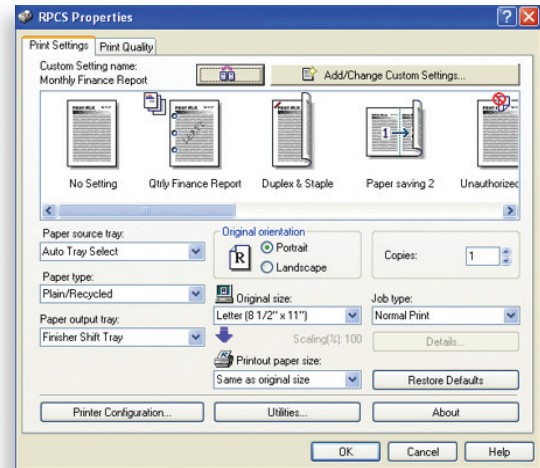 RPCS Properties
Print Settings
Print Quality
Custom Setting name:
Monthly Finance Report
Add/Change Custom Settings...
No Setting
Qtrly Finance Report
Duplex & Staple
1
Paper saving 2
Unauthorized
Paper source tray:
Auto Tray Select
Paper type:
Plain/Recycled
Paper output tray:
Finisher Shift Tray
Original orientation
R
Portrait
Landscape
Copies:
1
Original size:
Letter (8 1/2" x 11")
Scaling(%): 100
Printout paper size:
Same as original size
Job type:
Normal Print
Details...
Restore Defaults
Printer Configuration...
Utilities...
About
OK
Cancel
Help